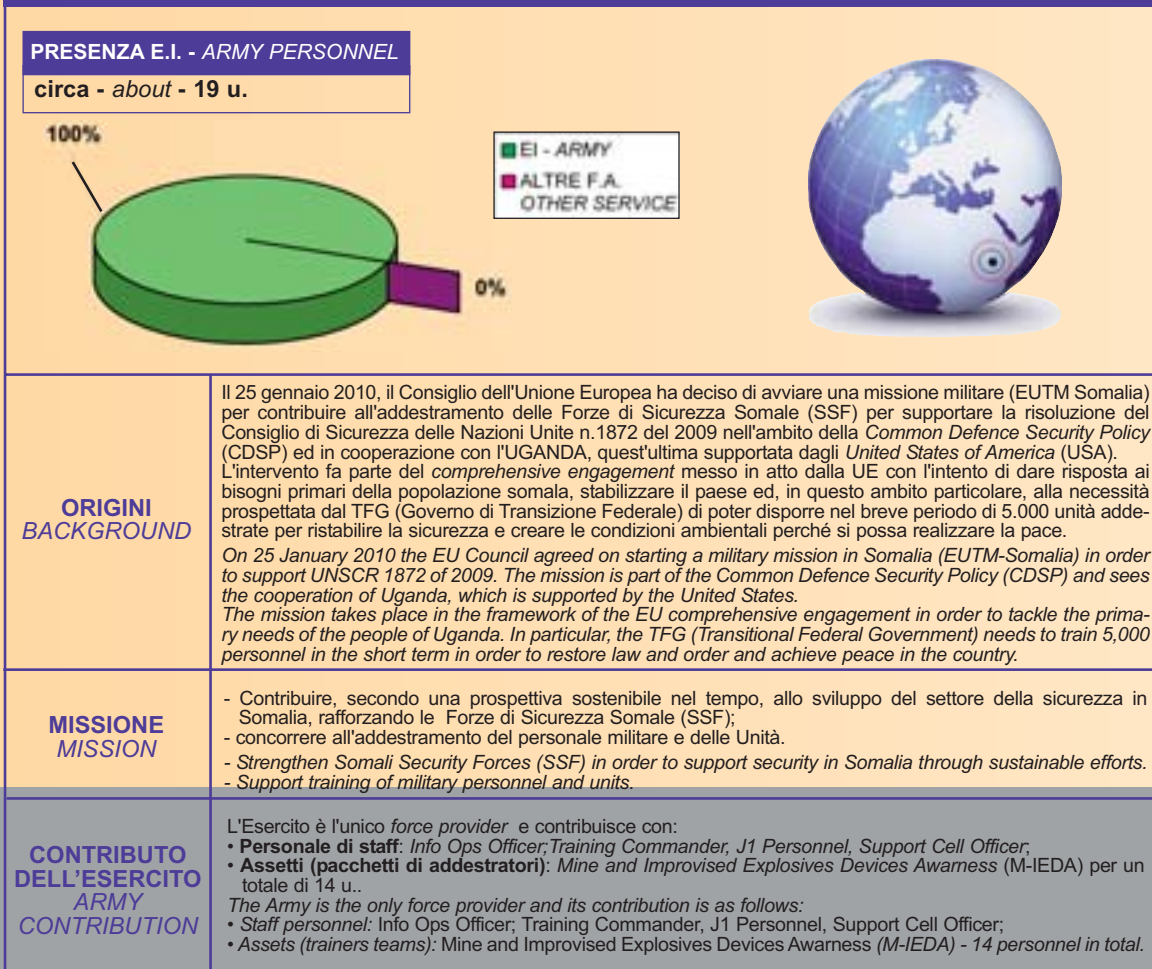 PRESENZA E.I. - ARMY PERSONNEL
circa - about - 19 u.
100%
EI - ARMY
ALTRE F.A.
OTHER SERVICE
0%
ORIGINI
BACKGROUND
Il 25 gennaio 2010, il Consiglio dell'Unione Europea ha deciso di avviare una missione militare (EUTM Somalia)
per contribuire all'addestramento delle Forze di Sicurezza Somale (SSF) per supportare la risoluzione del
Consiglio di Sicurezza delle Nazioni Unite n.1872 del 2009 nell'ambito della Common Defence Security Policy
(CDSP) ed in cooperazione con l'UGANDA, quest'ultima supportata dagli United States of America (USA).
L'intervento fa parte del comprehensive engagement messo in atto dalla UE con l'intento di dare risposta ai
bisogni primari della popolazione somala, stabilizzare il paese ed, in questo ambito particolare, alla necessità
prospettata dal TFG (Governo di Transizione Federale) di poter disporre nel breve periodo di 5.000 unità adde-
strate per ristabilire la sicurezza e creare le condizioni ambientali perché si possa realizzare la pace.
On 25 January 2010 the EU Council agreed on starting a military mission in Somalia (EUTM-Somalia) in order
to support UNSCR 1872 of 2009. The mission is part of the Common Defence Security Policy (CDSP) and sees
the cooperation of Uganda, which is supported by the United States.
The mission takes place in the framework of the EU comprehensive engagement in order to tackle the prima-
ry needs of the people of Uganda. In particular, the TFG (Transitional Federal Government) needs to train 5,000
personnel in the short term in order to restore law and order and achieve peace in the country.
MISSIONE
MISSION
- Contribuire, secondo una prospettiva sostenibile nel tempo, allo sviluppo del settore della sicurezza in
Somalia, rafforzando le Forze di Sicurezza Somale (SSF);
- concorrere all'addestramento del personale militare e delle Unità.
- Strengthen Somali Security Forces (SSF) in order to support security in Somalia through sustainable efforts.
- Support training of military personnel and units.
CONTRIBUTO
DELL'ESERCITO
ARMY
CONTRIBUTION
L'Esercito è l'unico force provider e contribuisce con:
• Personale di staff: Info Ops Officer;Training Commander, J1 Personnel, Support Cell Officer;
• Assetti (pacchetti di addestratori): Mine and Improvised Explosives Devices Awarness (M-IEDA) per un
totale di 14 u..
The Army is the only force provider and its contribution is as follows:
• Staff personnel: Info Ops Officer; Training Commander, J1 Personnel, Support Cell Officer;
• Assets (trainers teams): Mine and Improvised Explosives Devices Awarness (M-IEDA) - 14 personnel in total.